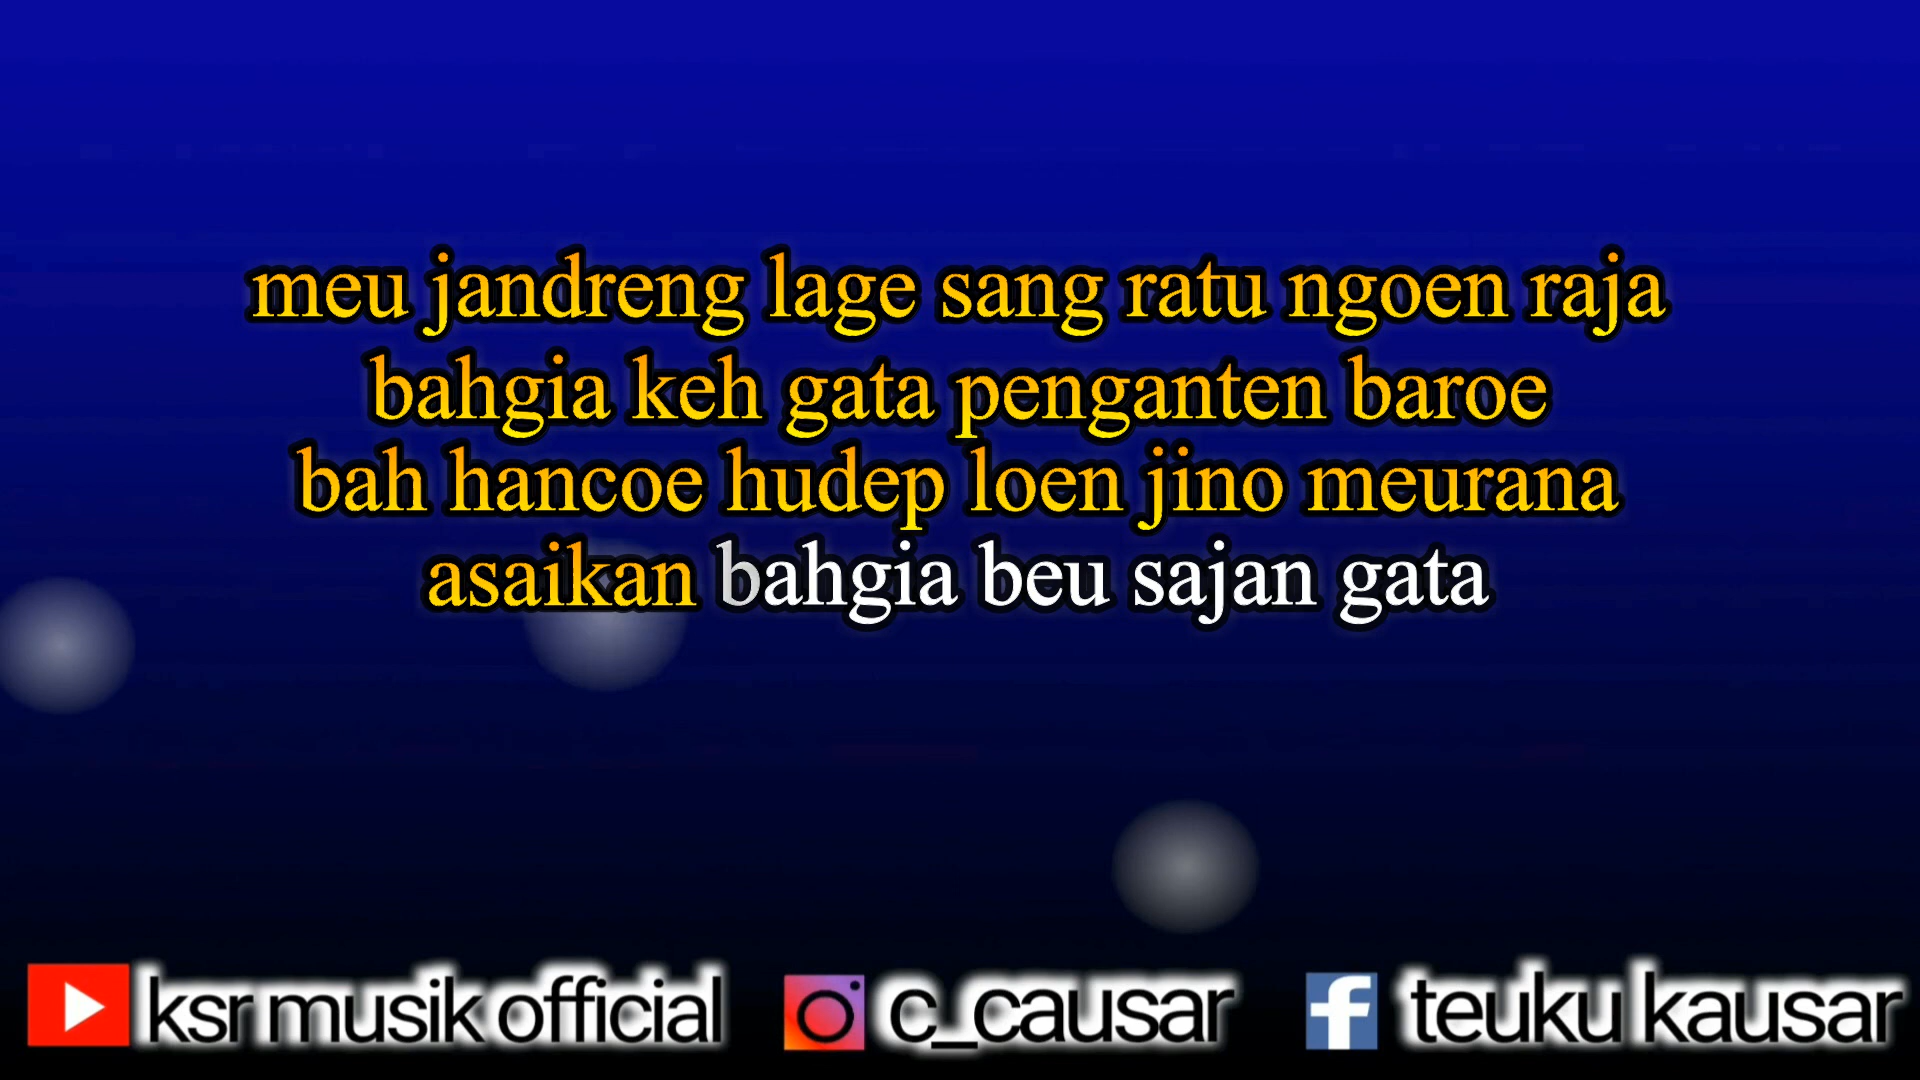 meu jandreng lage sang ratu ngoen raja
bahgia keh gata penganten baroe
bah hancoe hudep loen jino meurana
asaikan bahgia beu sajan gata
ksr musik official
c_causar
teuku kausar